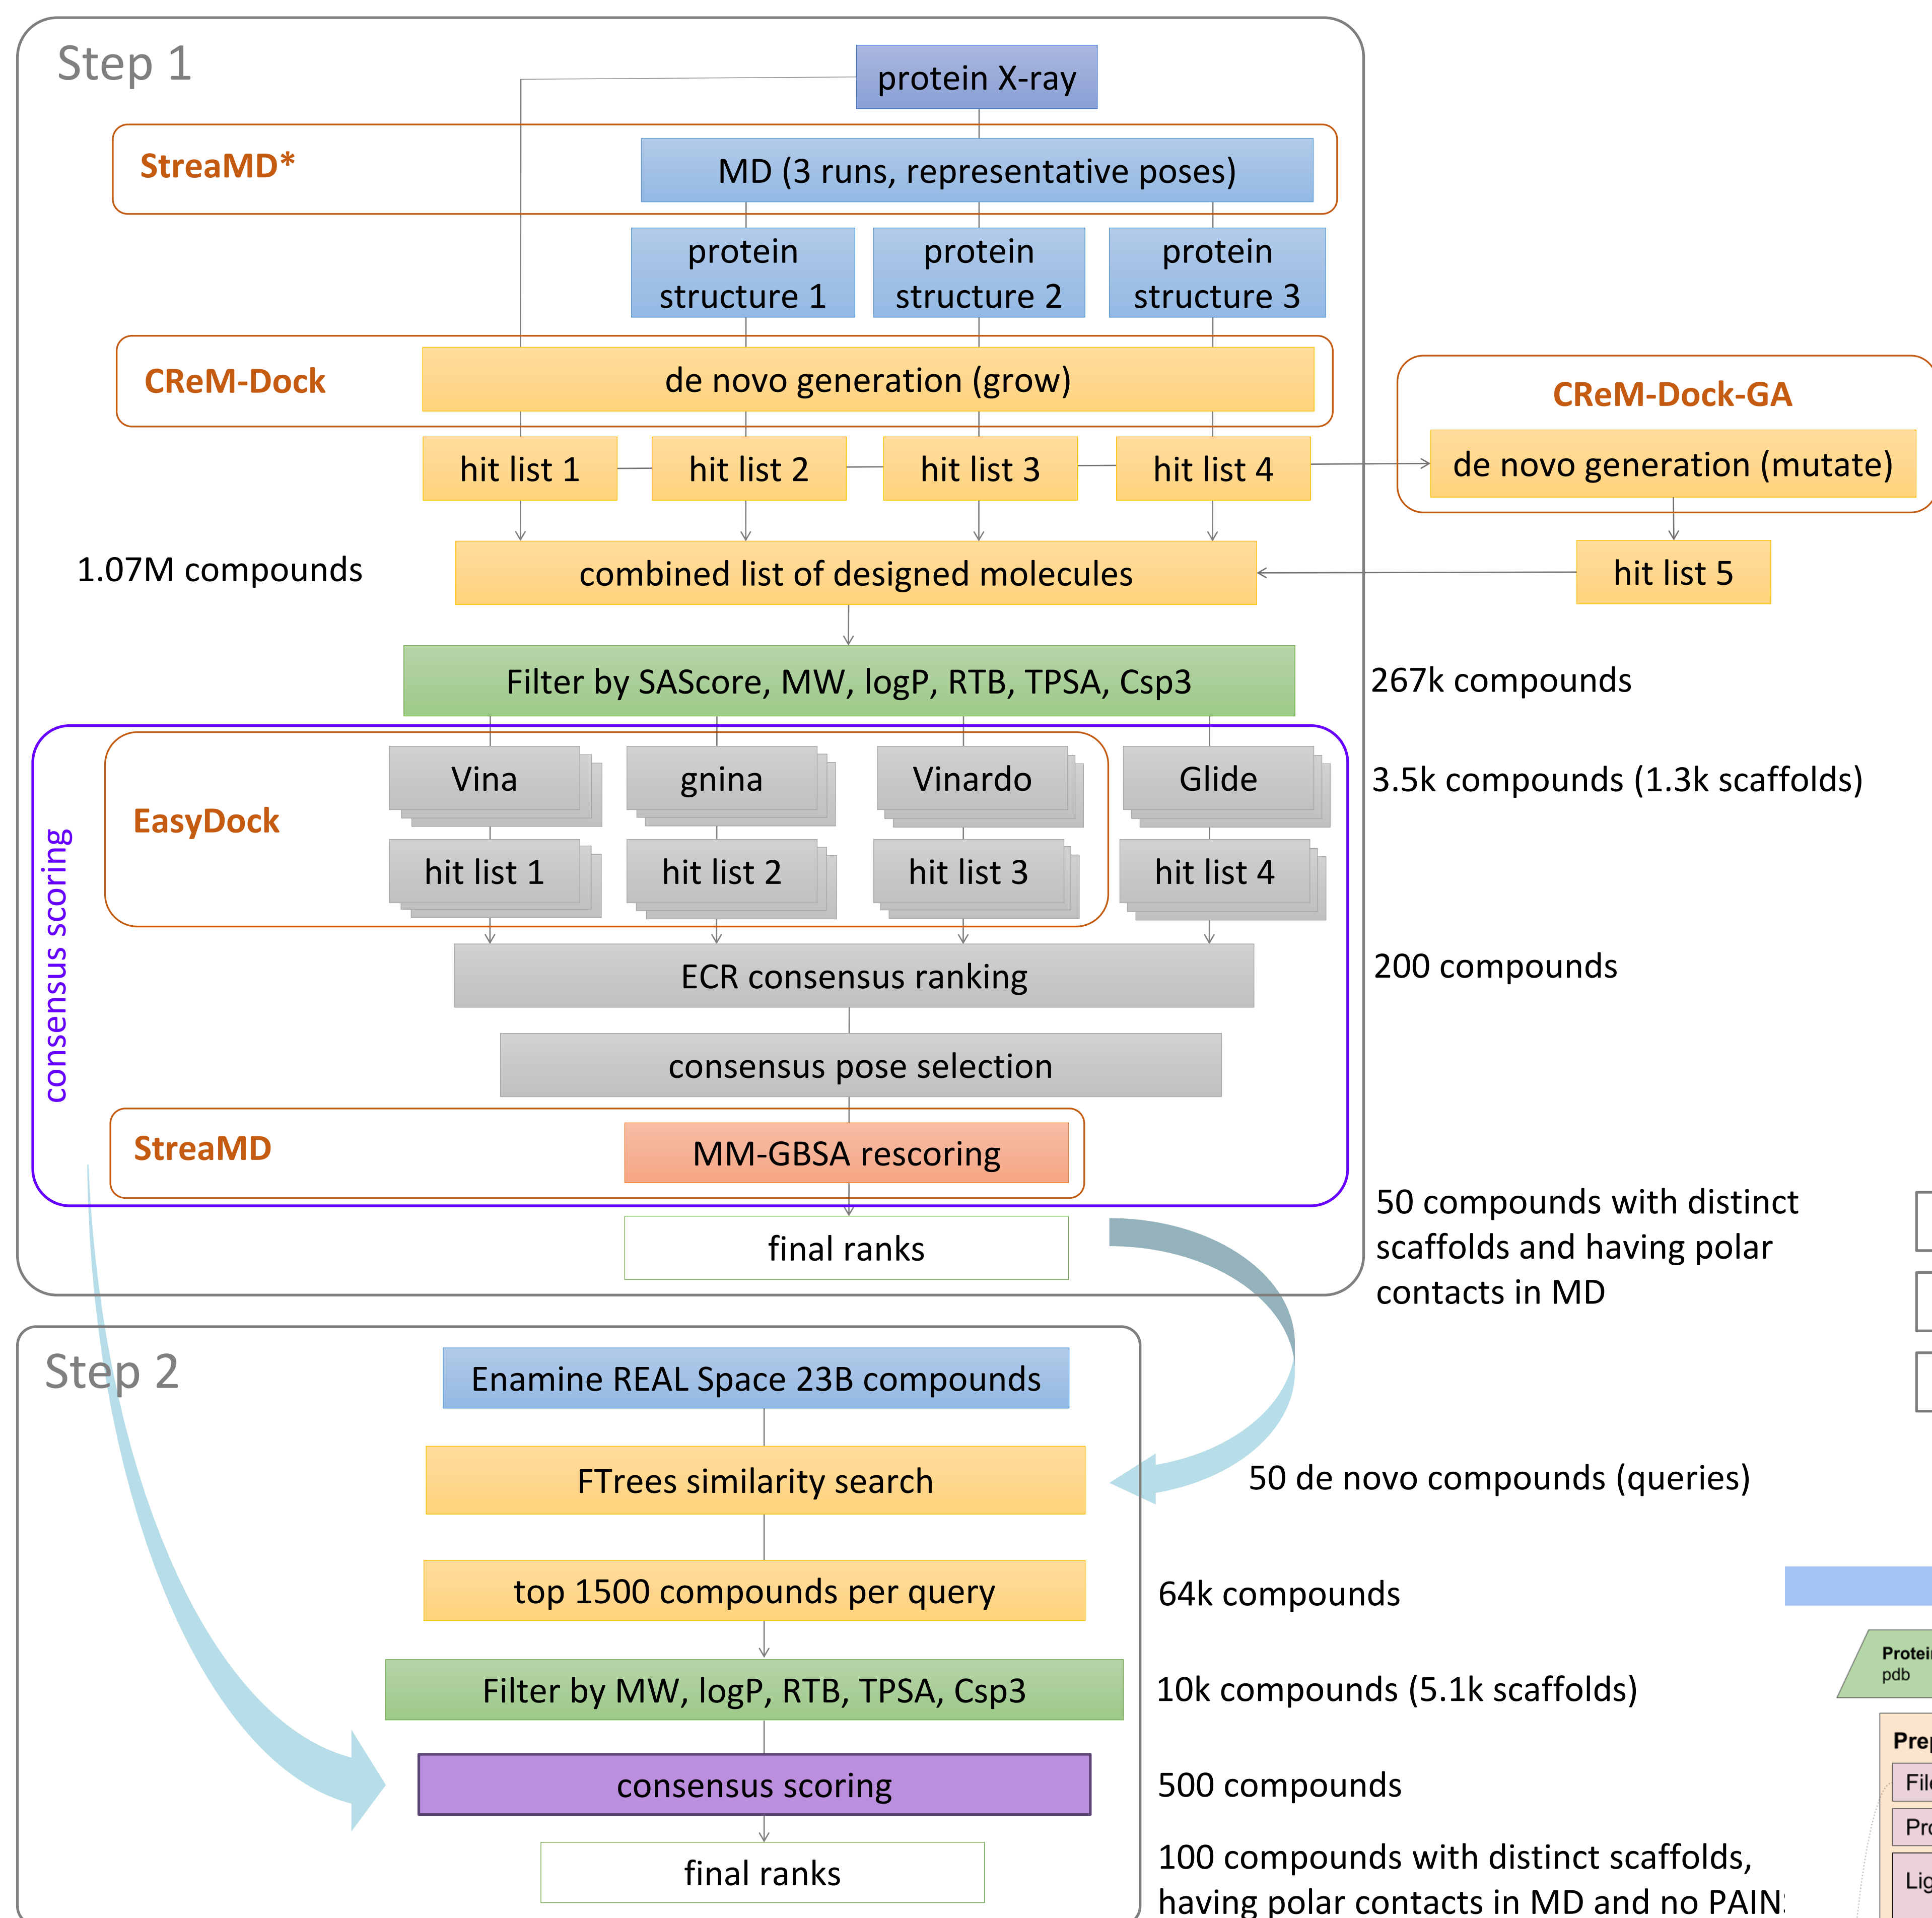 Step 1
protein X-ray
StreaMD*
MD (3 runs, representative poses)
protein
structure 1
protein
structure 2
protein
structure 3
CReM-Dock
de novo generation (grow)
CReM-Dock-GA
de novo generation (mutate)
hit list 1
hit list 2
hit list 3
hit list 4
1.07M compounds
combined list of designed molecules
hit list 5
Filter by SAScore, MW, logP, RTB, TPSA, Csp3
267k compounds
consensus scoring
EasyDock
Vina
gnina
Vinardo
Glide
3.5k compounds (1.3k scaffolds)
hit list 1
hit list 2
hit list 3
hit list 4
ECR consensus ranking
200 compounds
consensus pose selection
StreaMD
MM-GBSA rescoring
final ranks
50 compounds with distinct
scaffolds and having polar
contacts in MD
Step 2
Enamine REAL Space 23B compounds
FTrees similarity search
50 de novo compounds (queries)
top 1500 compounds per query
64k compounds
Filter by MW, logP, RTB, TPSA, Csp3
10k compounds (5.1k scaffolds)
consensus scoring
500 compounds
final ranks
100 compounds with distinct scaffolds,
having polar contacts in MD and no
pdb